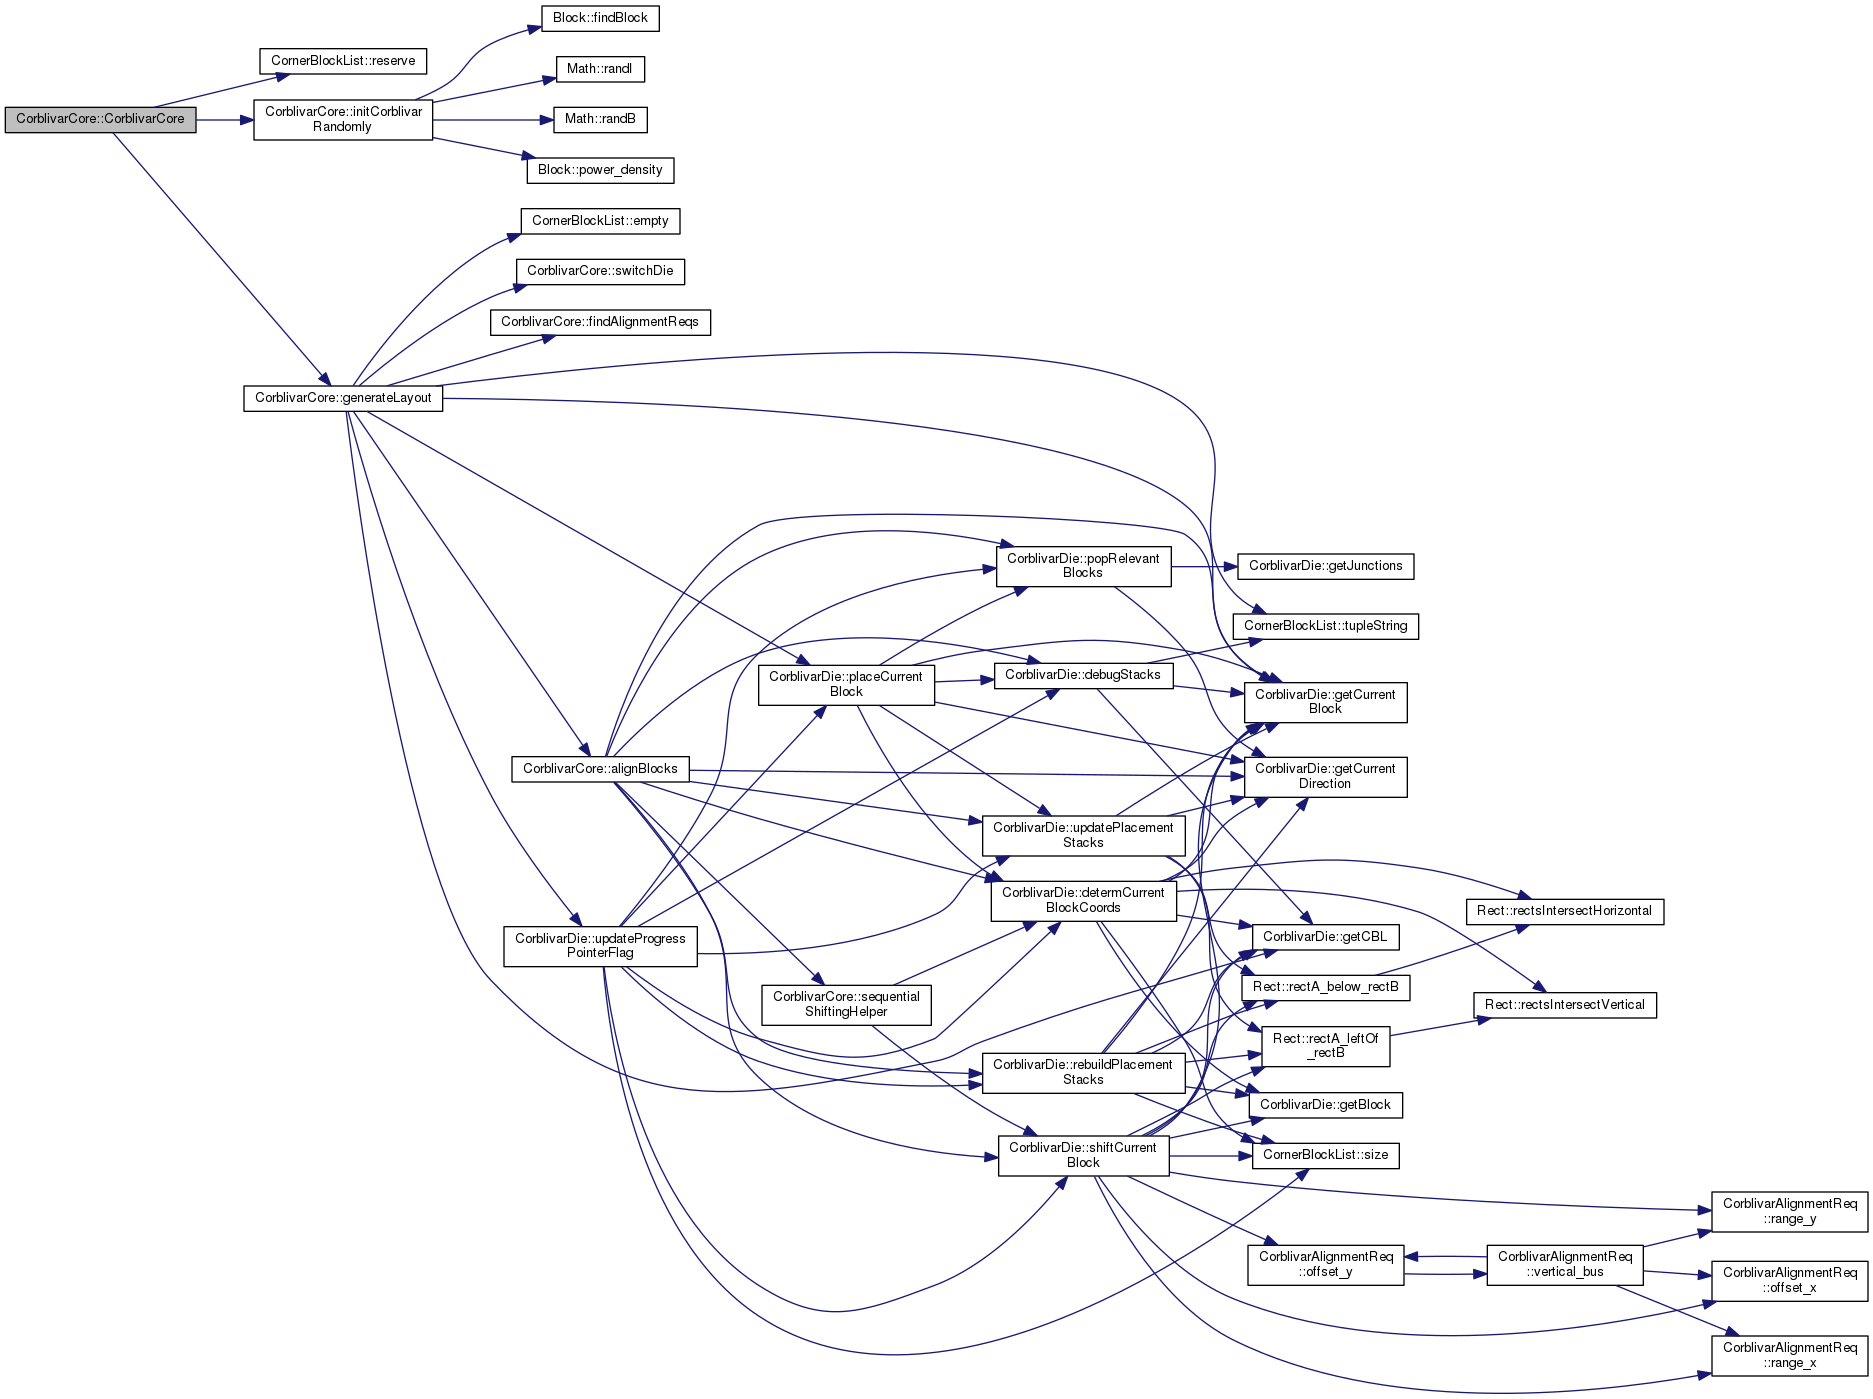 CorblivarCore::CorblivarCore
CornerBlockList::reserve
CorblivarCore::initCorblivar
Randomly
Block::findBlock
Math::randI
Math::randB
Block::power_density
CornerBlockList::empty
CorblivarCore::switchDie
CorblivarCore::findAlignmentReqs
CorblivarCore::generateLayout
CorblivarDie::popRelevant
Blocks
CorblivarDie::getJunctions
CornerBlockList::tupleString
CorblivarDie::placeCurrent
Block
CorblivarDie::debugStacks
CorblivarDie::getCurrent
Block
CorblivarCore::alignBlocks
CorblivarDie::getCurrent
Direction
CorblivarDie::updatePlacement
Stacks
CorblivarDie::determCurrent
BlockCoords
Rect::rectsIntersectHorizontal
CorblivarDie::updateProgress
PointerFlag
CorblivarDie::getCBL
CorblivarCore::sequential
ShiftingHelper
Rect::rectA_below_rectB
Rect::rectsIntersectVertical
Rect::rectA_leftOf
_rectB
CorblivarDie::rebuildPlacement
Stacks
CorblivarDie::getBlock
CorblivarDie::shiftCurrent
Block
CornerBlockList::size
CorblivarAlignmentReq
::range_y
CorblivarAlignmentReq
::offset_y
CorblivarAlignmentReq
::vertical_bus
CorblivarAlignmentReq
::offset_x
CorblivarAlignmentReq
::range_x